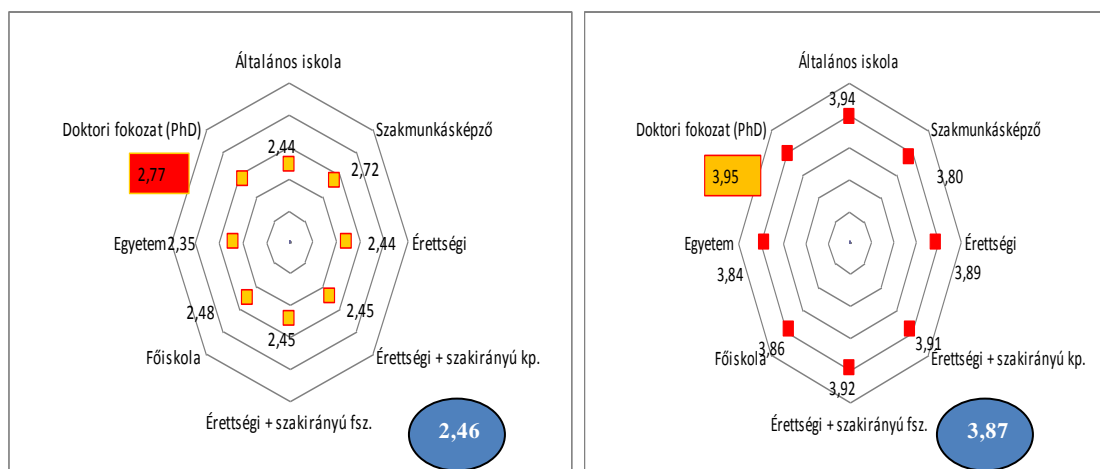 Általános iskola
Doktori fokozat (PhD)
Szakmunkásképző
2,44
2,77
2,72
Egyetem
2,35
2,44
Érettségi
2,48
2,45
2,45
Főiskola
Érettségi + szakirányú kp.
Érettségi + szakirányú fsz.
2,46
Általános iskola
3,94
Doktori fokozat (PhD)
Szakmunkásképző
3,95
3,80
Egyetem
Érettségi
3,84
3,89
3,91
3,86
Főiskola
Érettségi + szakirányú kp.
3,92
Érettségi + szakirányú fsz.
3,87